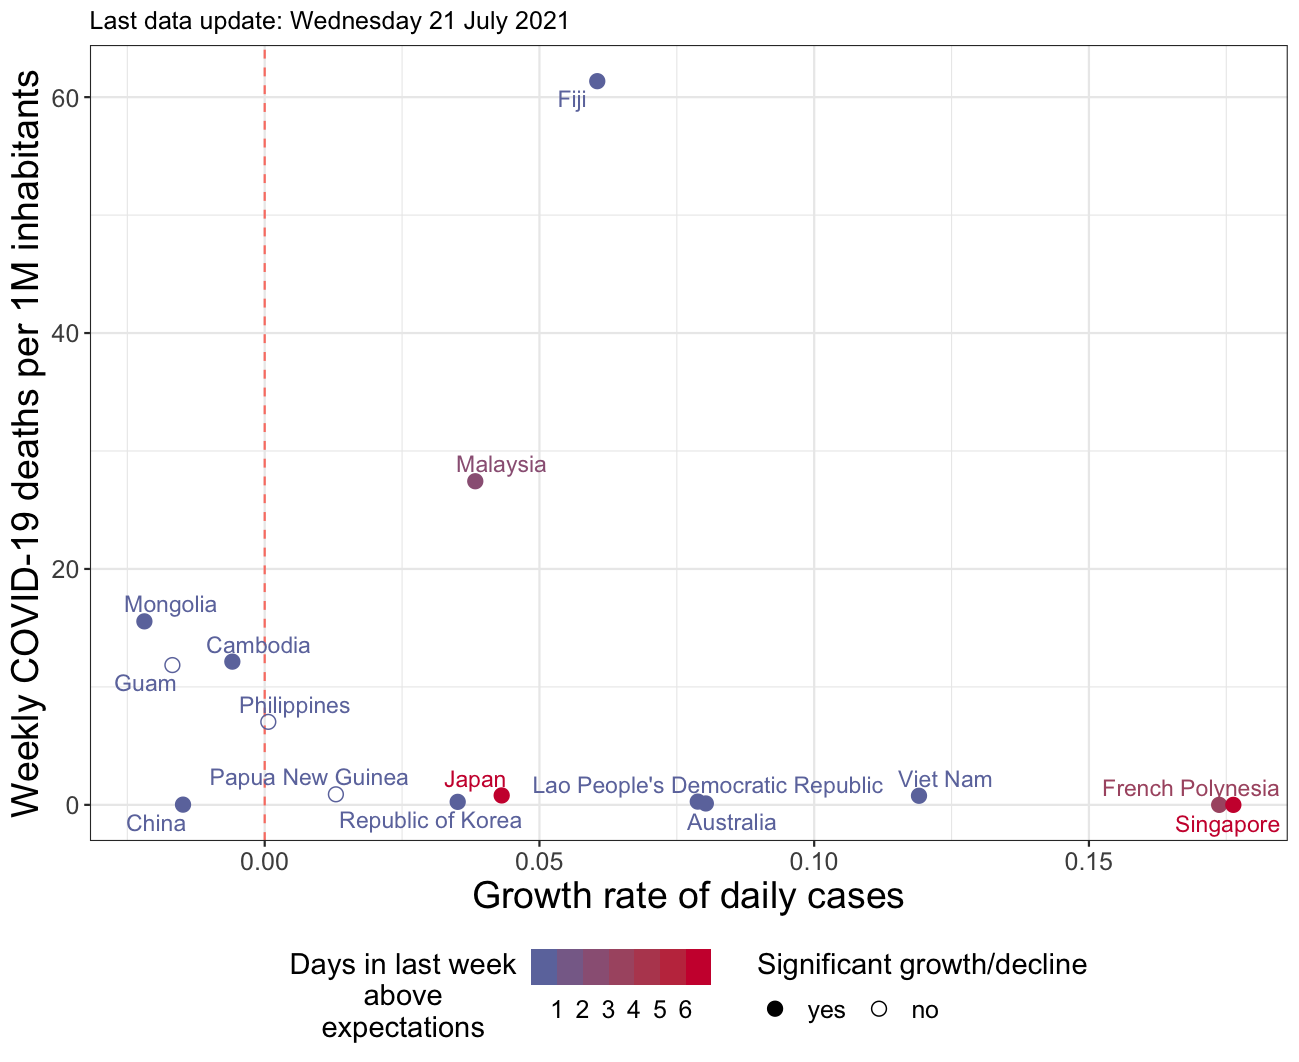 Last data update: Wednesday 21 July 2021
Weekly COVID-19 deaths per 1M inhabitants
60
40
20
0
Fiji
Malaysia
Mongolia
Cambodia
Guam
Philippines
Papua New Guinea
Japan
Lao People's Democratic Republic
Viet Nam
French Polynesia
China
Republic of Korea
Australia
Singapore
0.00 0.05 0.10 0.15
Growth rate of daily cases
Days in last week
above
expectations
1 2 3 4 5 6
Significant growth/decline
yes no